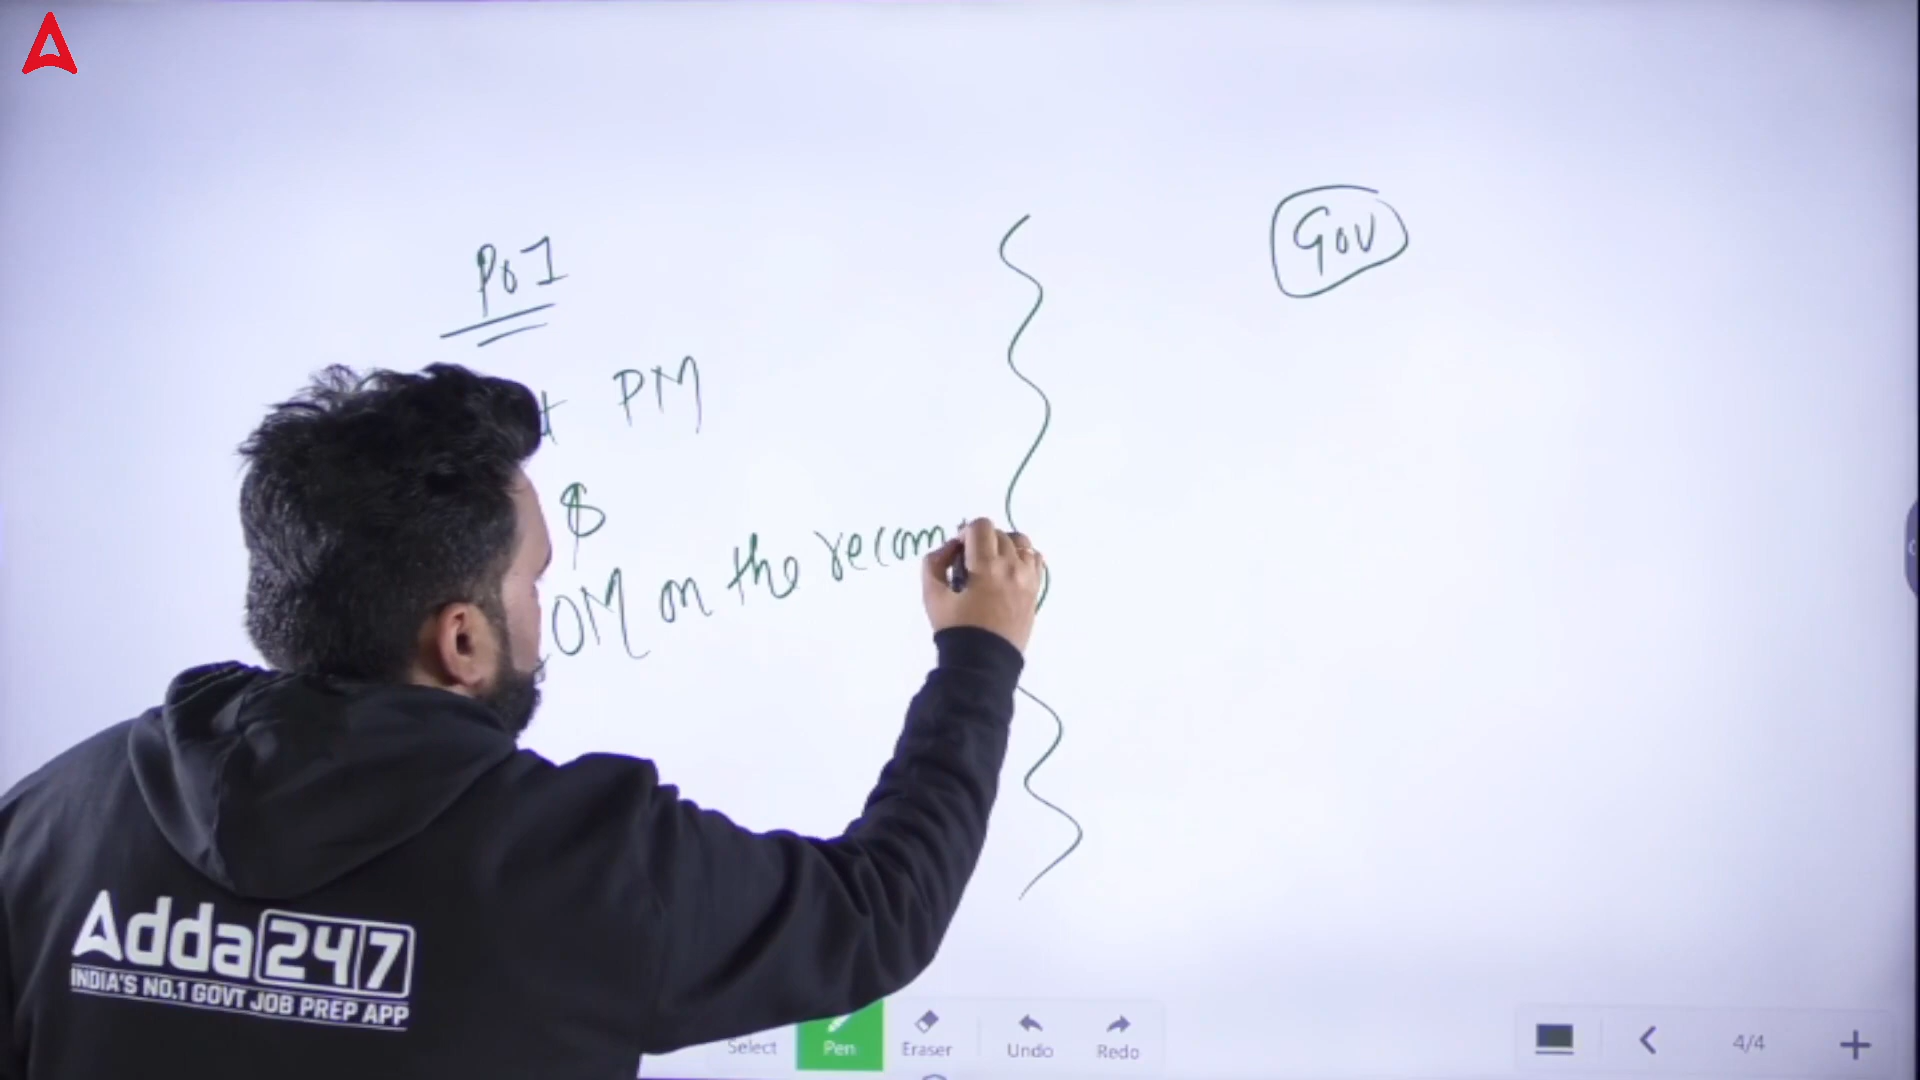 PoI
Gov
PM
&
COM on the recom
Adda247
INDIA'S NO.1 GOVT JOB PREP APP
Select
Pen
Eraser
Undo
Redo
4/4